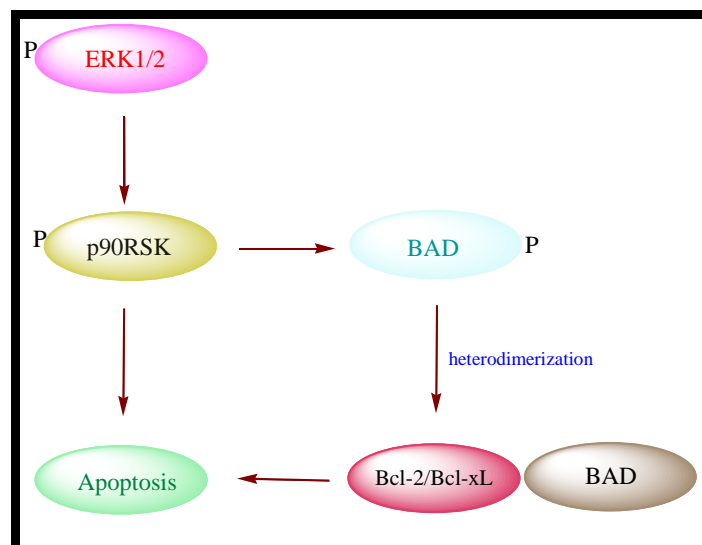 P
ERK1/2
P
p90RSK
BAD
P
heterodimerization
Apoptosis
Bcl-2/Bcl-xL
BAD